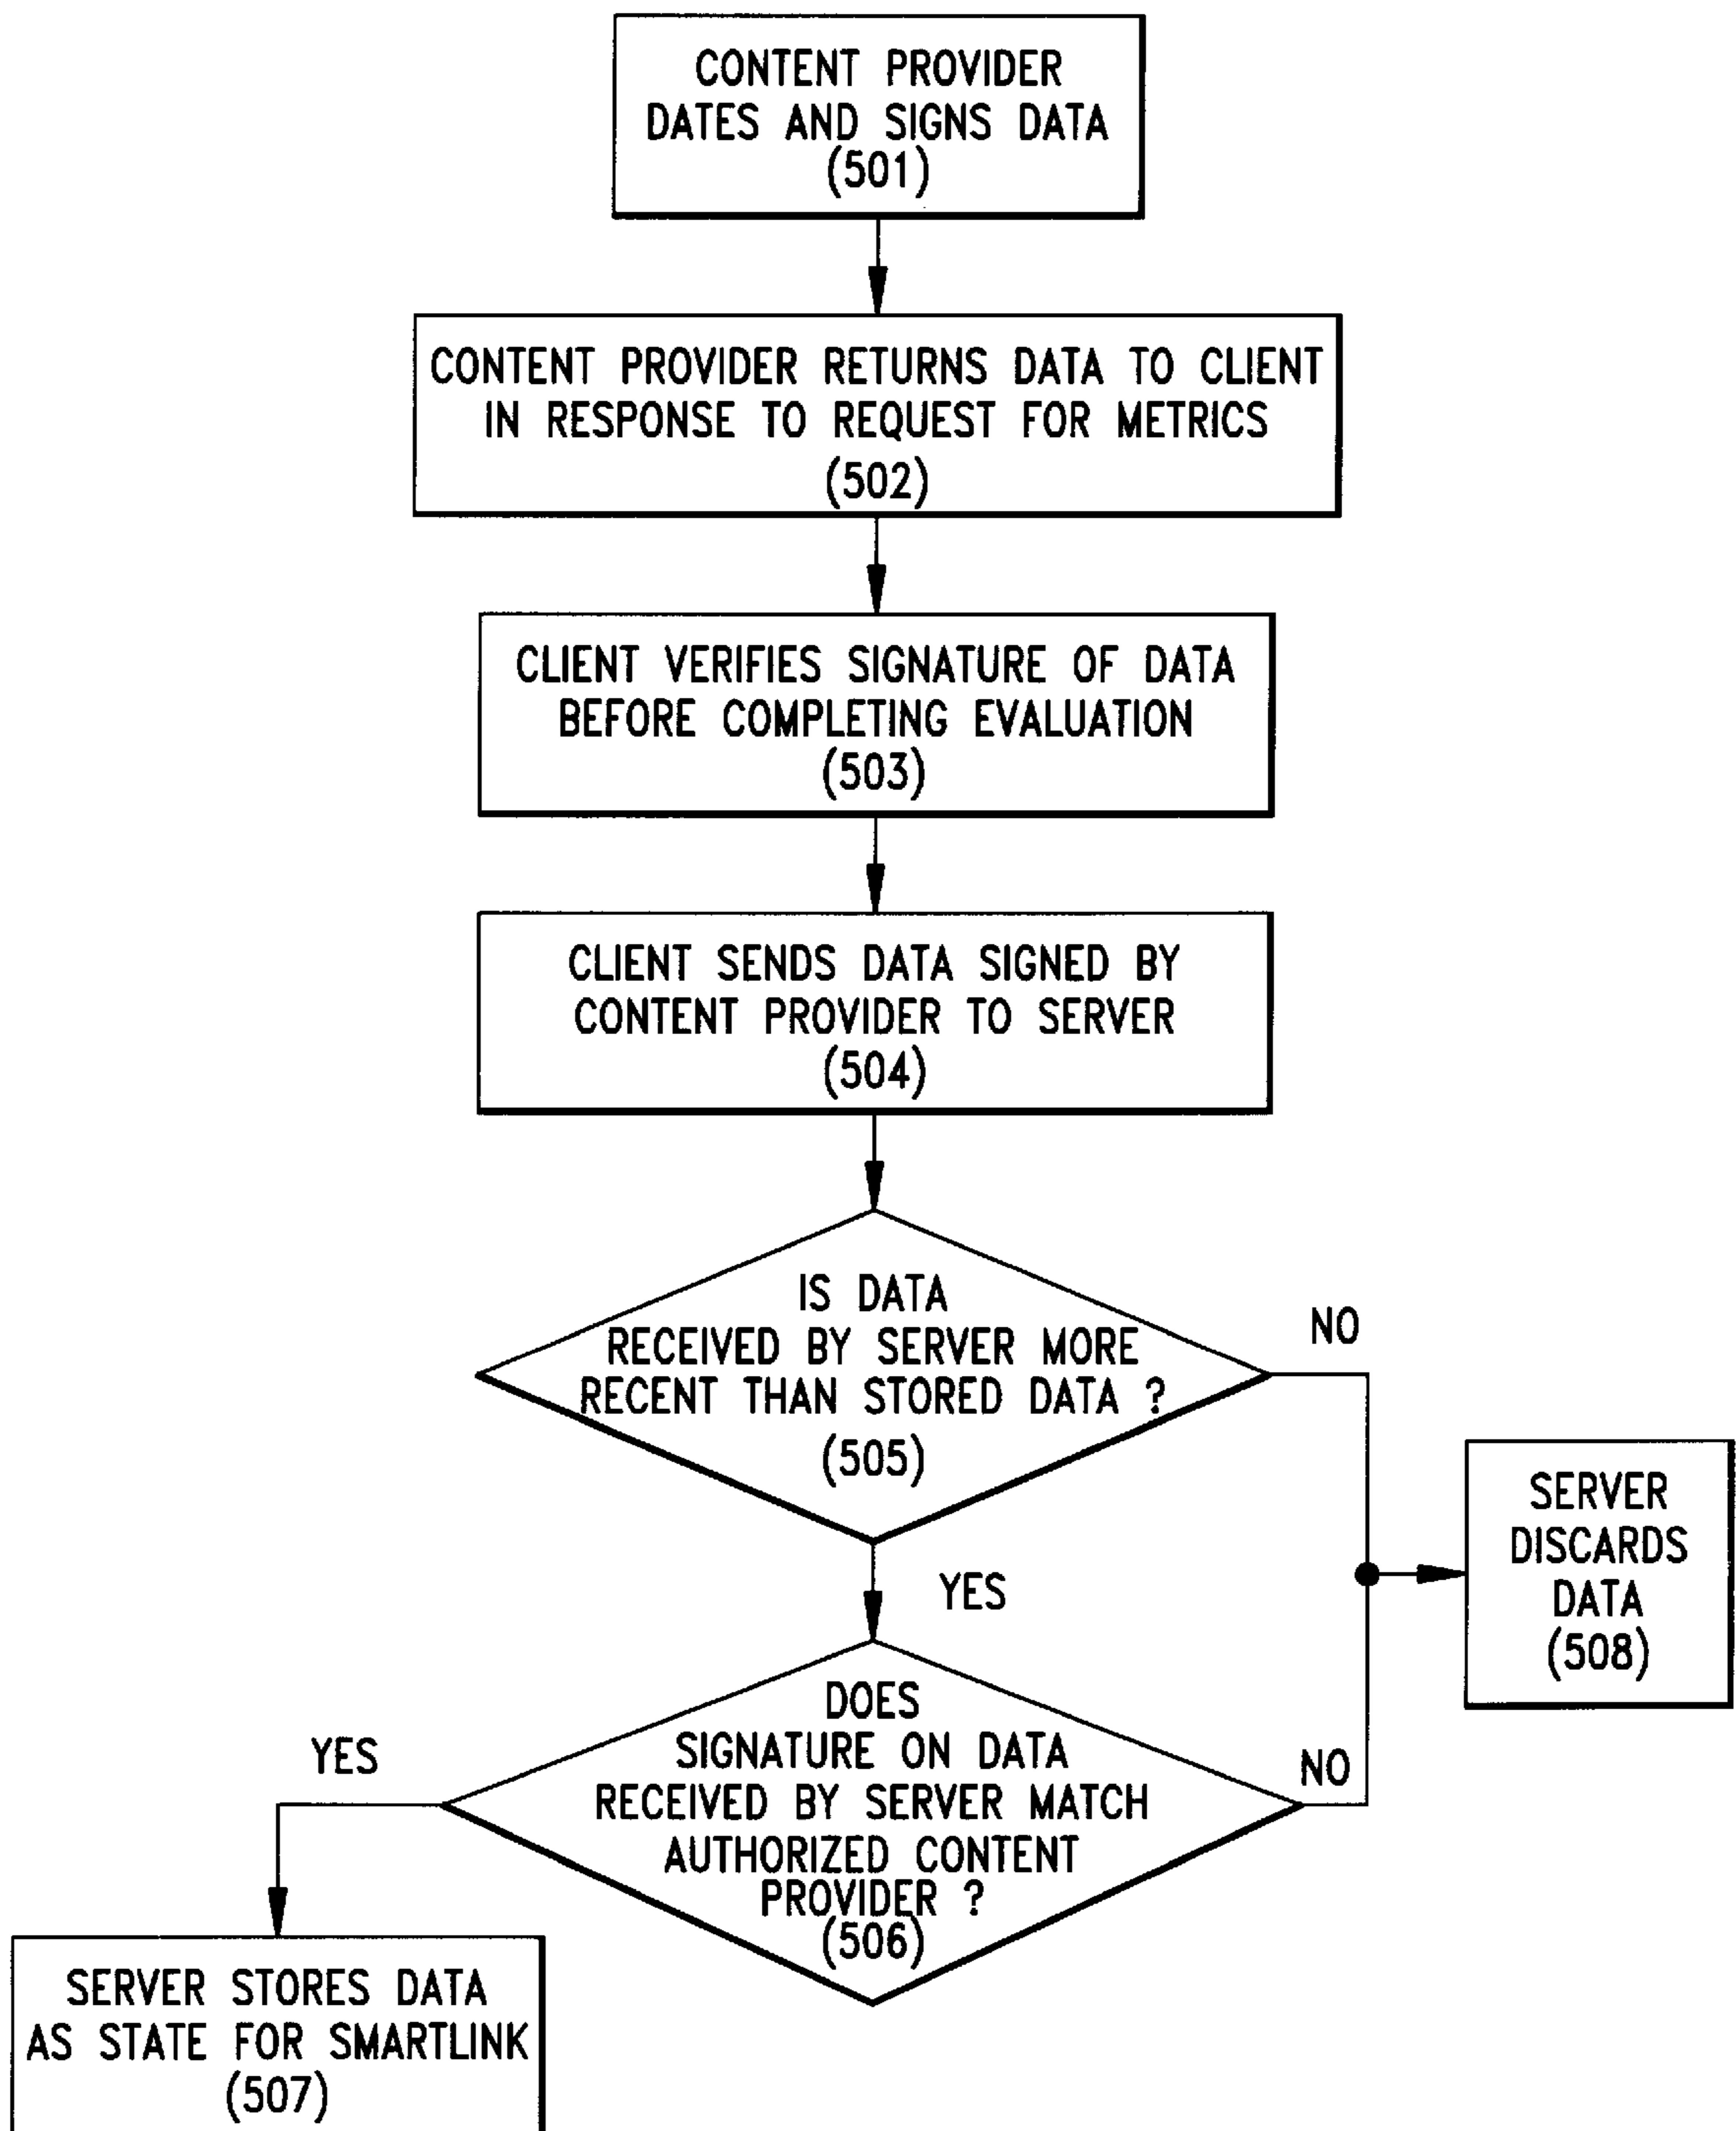 CONTENT PROVIDER
DATES AND SIGNS DATA
(501)
CONTENT PROVIDER RETURNS DATA TO CLIENT
IN RESPONSE TO REQUEST FOR METRICS
(502)
CLIENT VERIFIES SIGNATURE OF DATA
BEFORE COMPLETING EVALUATION
(503)
CLIENT SENDS DATA SIGNED BY
CONTENT PROVIDER TO SERVER
(504)
IS DATA
RECEIVED BY SERVER MORE
RECENT THAN STORED DATA ?
(505)
NO
YES
SERVER
DISCARDS
DATA
(508)
DOES
SIGNATURE ON DATA
RECEIVED BY SERVER MATCH
AUTHORIZED CONTENT
PROVIDER ?
(506)
YES
NO
SERVER STORES DATA
AS STATE FOR SMARTLINK
(507)